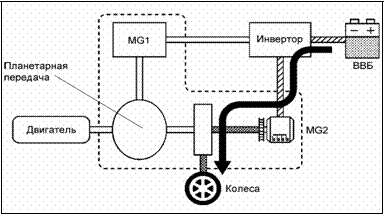 MG1
Инвертор
ВВБ
Планетарная
передача
Двигатель
MG2
Колеса